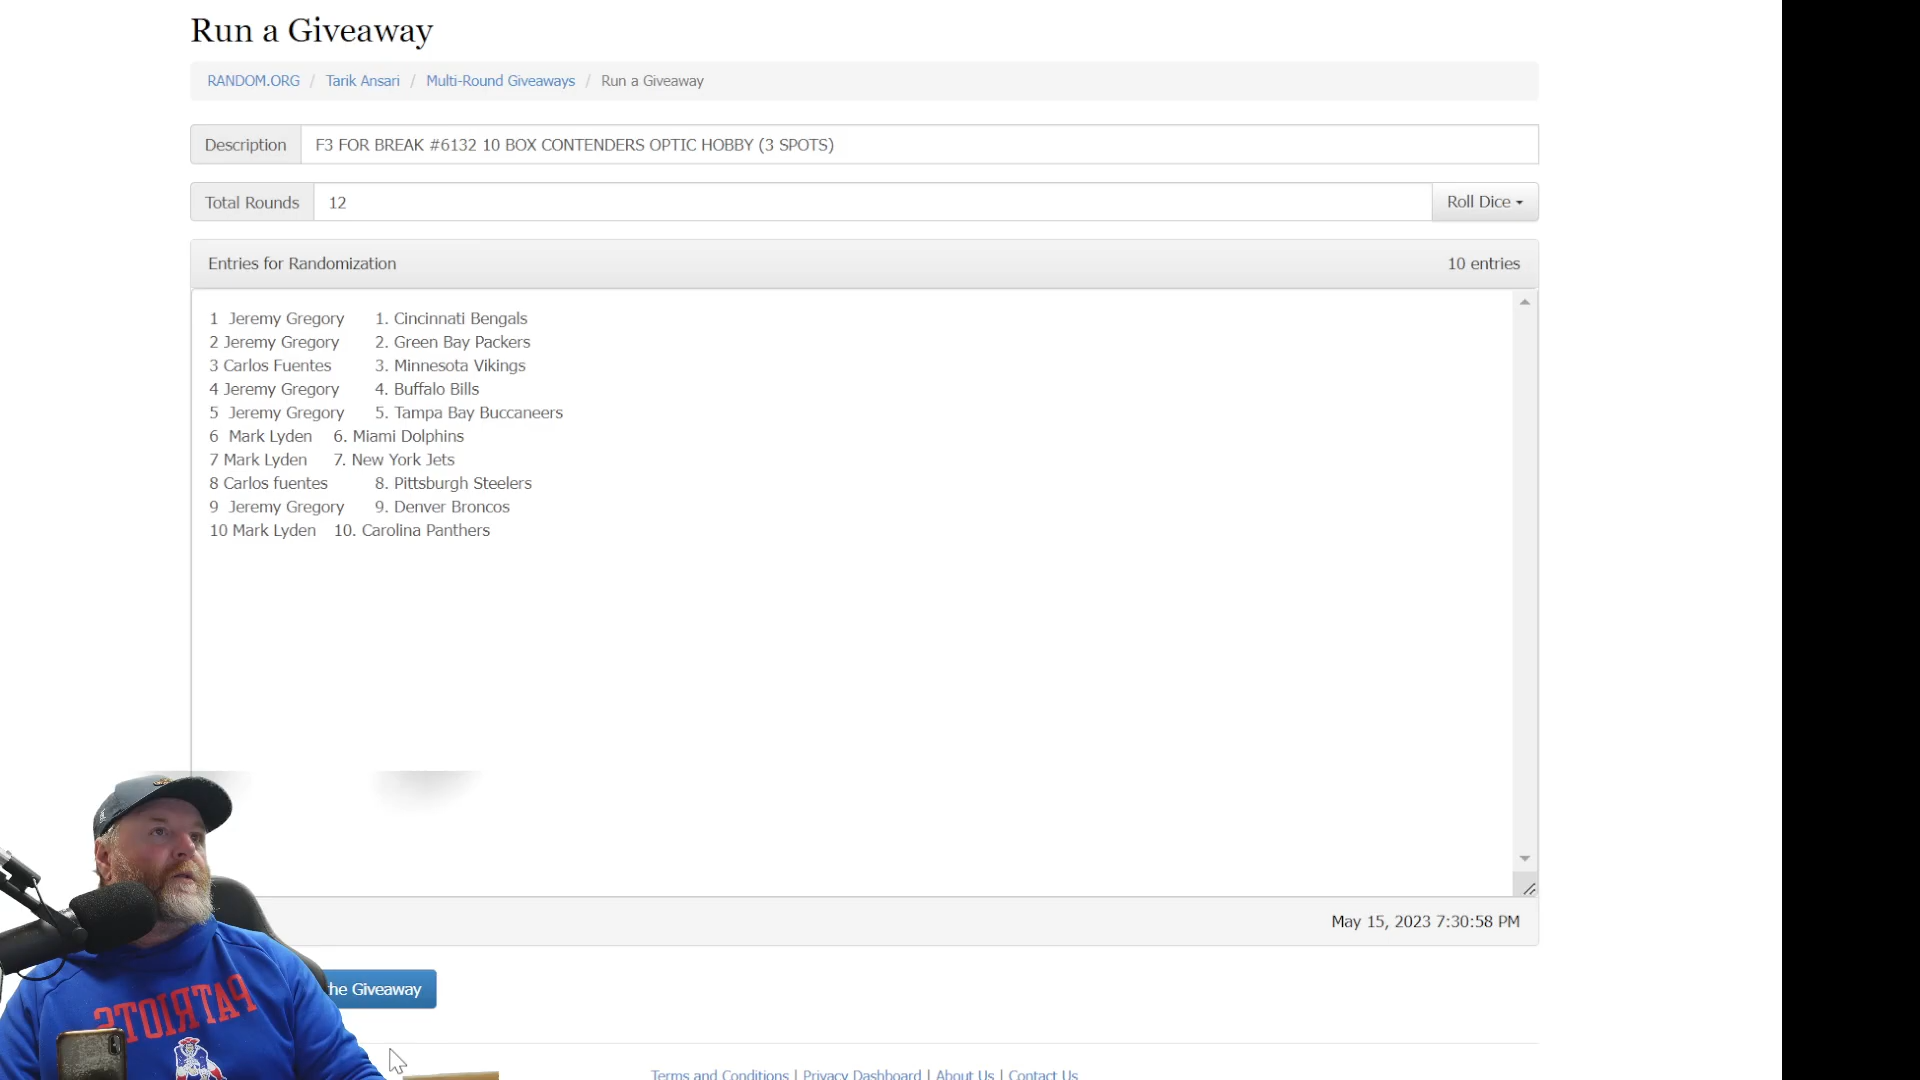 Run a Giveaway
RANDOM.ORG / Tarik Ansari / Multi-Round Giveaways / Run a Giveaway
Description F3 FOR BREAK #6132 10 BOX CONTENDERS OPTIC HOBBY (3 SPOTS)
Total Rounds 12 Roll Dice
Entries for Randomization 10 entries
1 Jeremy Gregory 1. Cincinnati Bengals
2 Jeremy Gregory 2. Green Bay Packers
3 Carlos Fuentes 3. Minnesota Vikings
4 Jeremy Gregory 4. Buffalo Bills
5 Jeremy Gregory 5. Tampa Bay Buccaneers
6 Mark Lyden 6. Miami Dolphins
7 Mark Lyden 7. New York Jets
8 Carlos fuentes 8. Pittsburgh Steelers
9 Jeremy Gregory 9. Denver Broncos
10 Mark Lyden 10. Carolina Panthers
May 15, 2023 7:30:58 PM
he Giveaway
PATRIOTS
Terms and Conditions | Privacy Dashboard | About Us | Contact Us